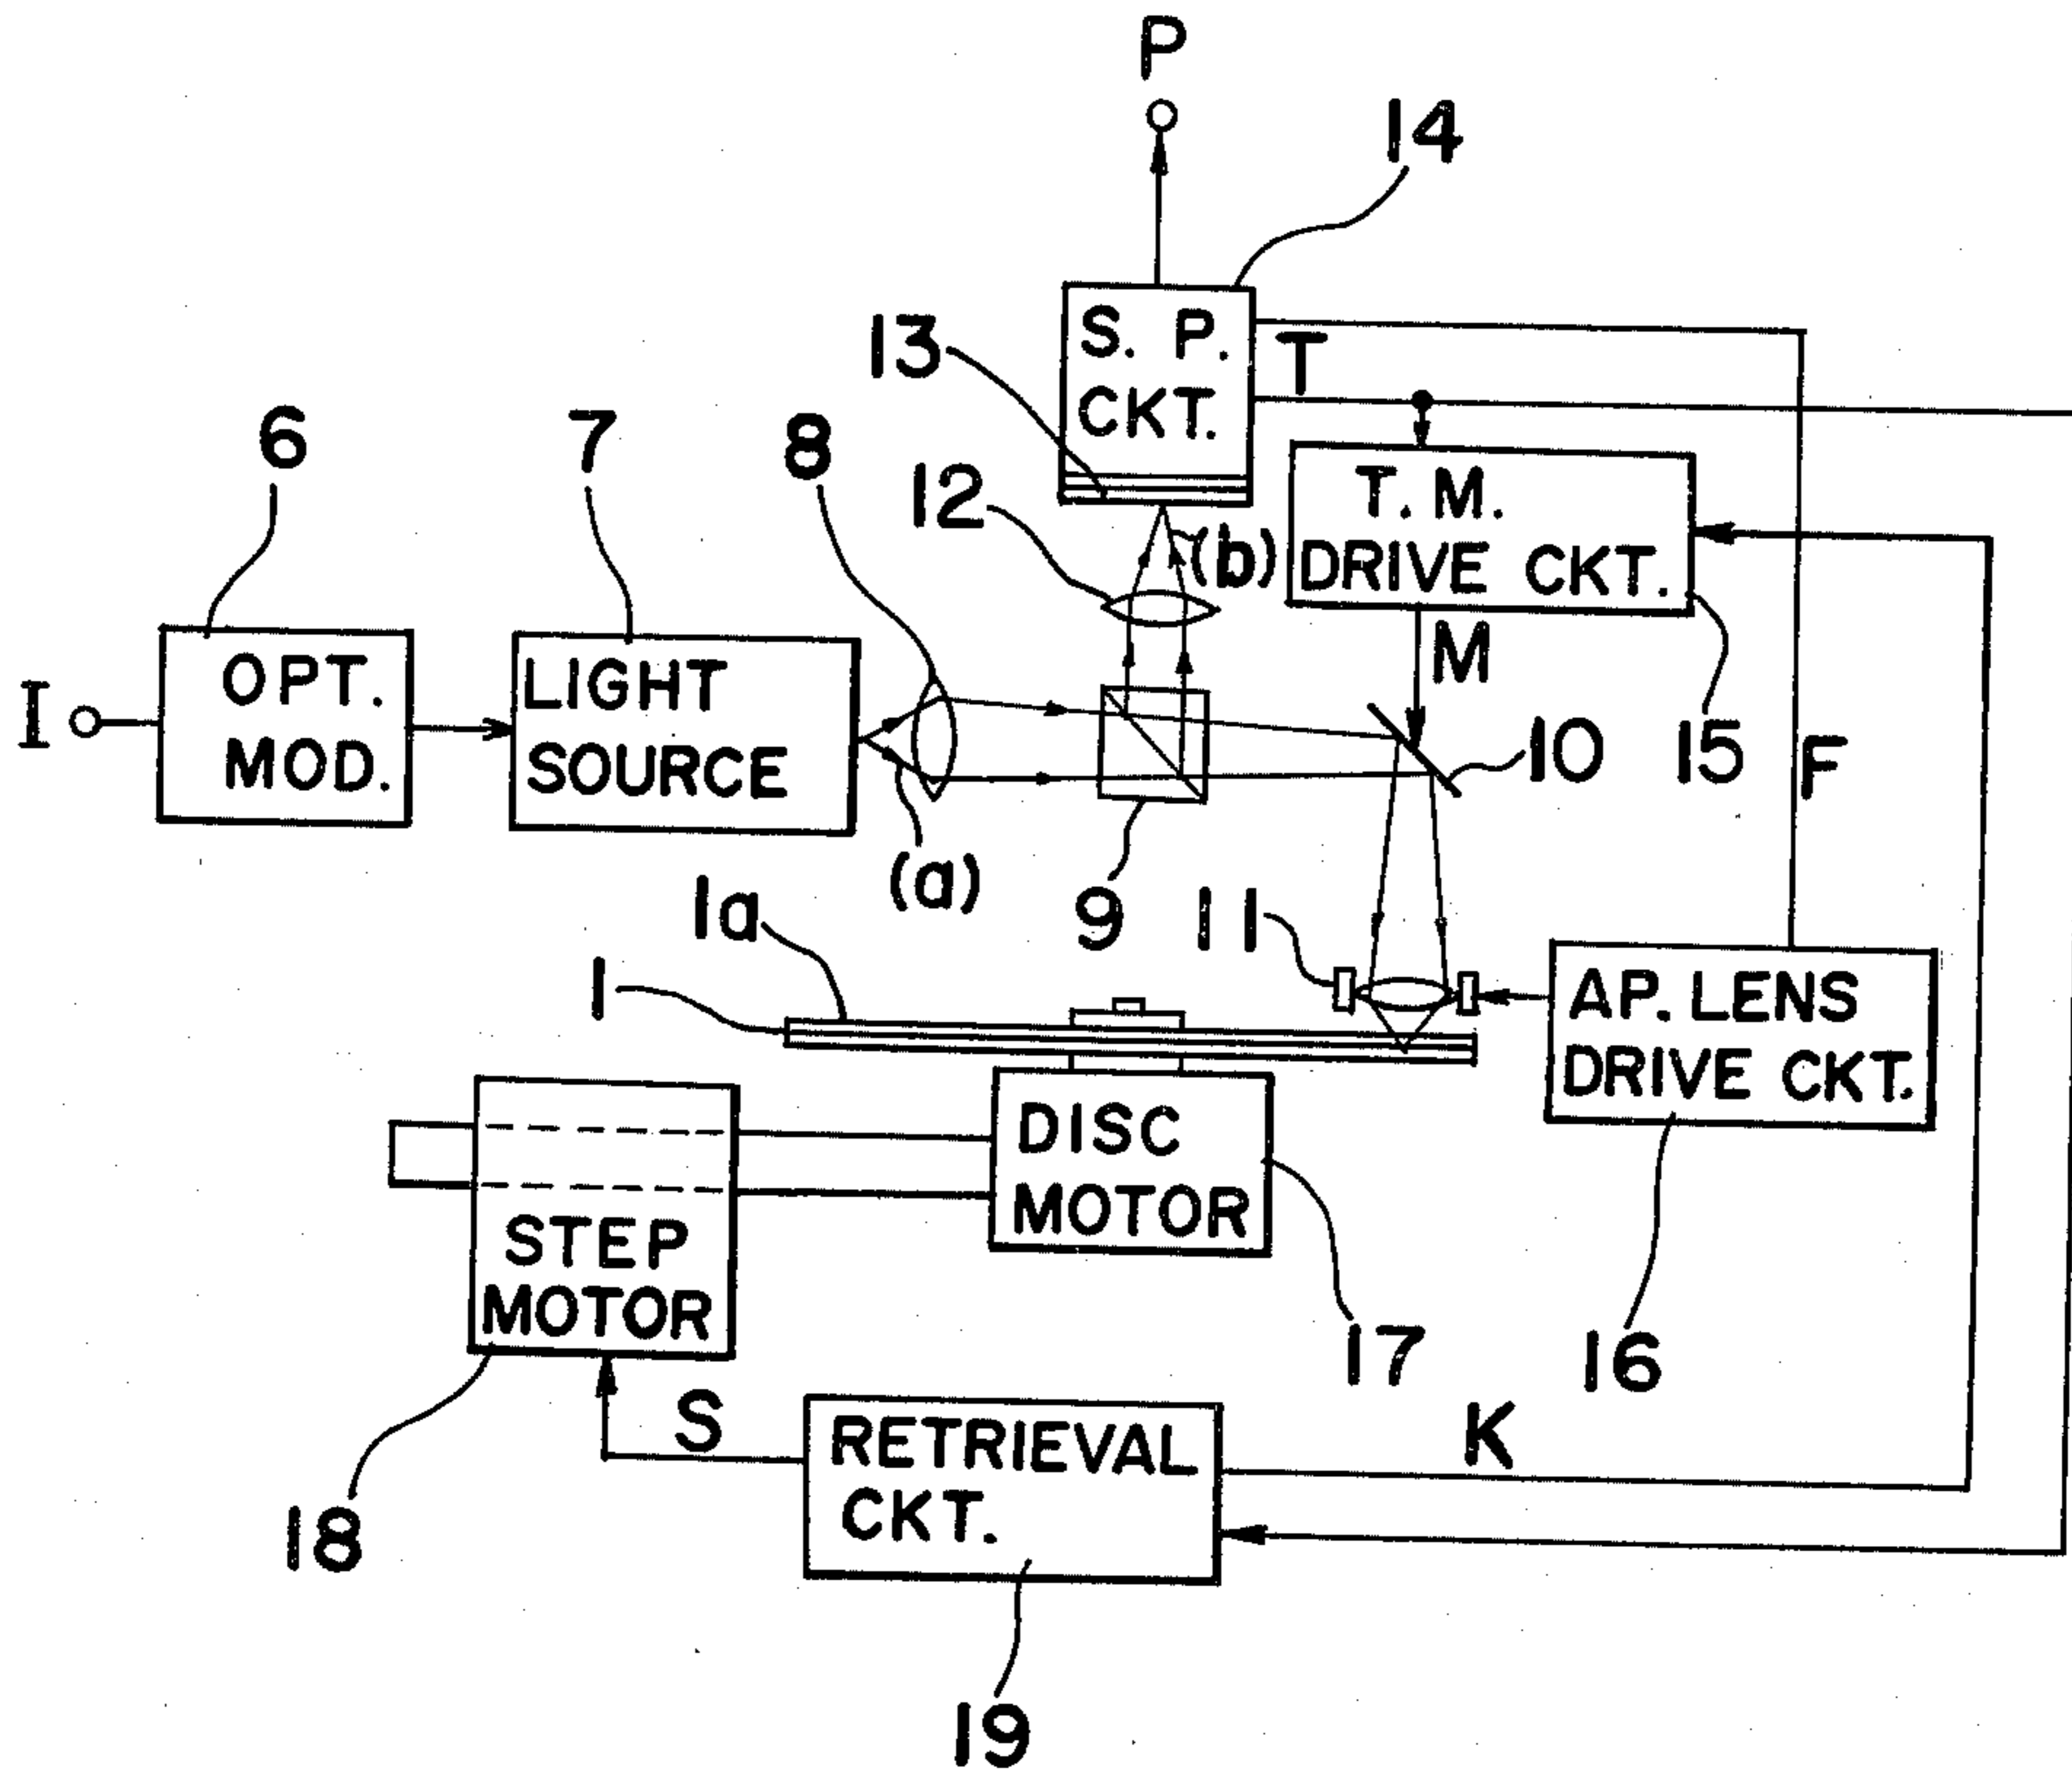 P
14
S. P.
CKT.
13
T
6
7
8
12
(b)
T. M.
DRIVE CKT.
M
I
OPT.
MOD.
LIGHT
SOURCE
10
15
F
(a)
1a
9
11
1
AP. LENS
DRIVE CKT.
DISC
MOTOR
STEP
MOTOR
17
16
S
RETRIEVAL
CKT.
K
18
19